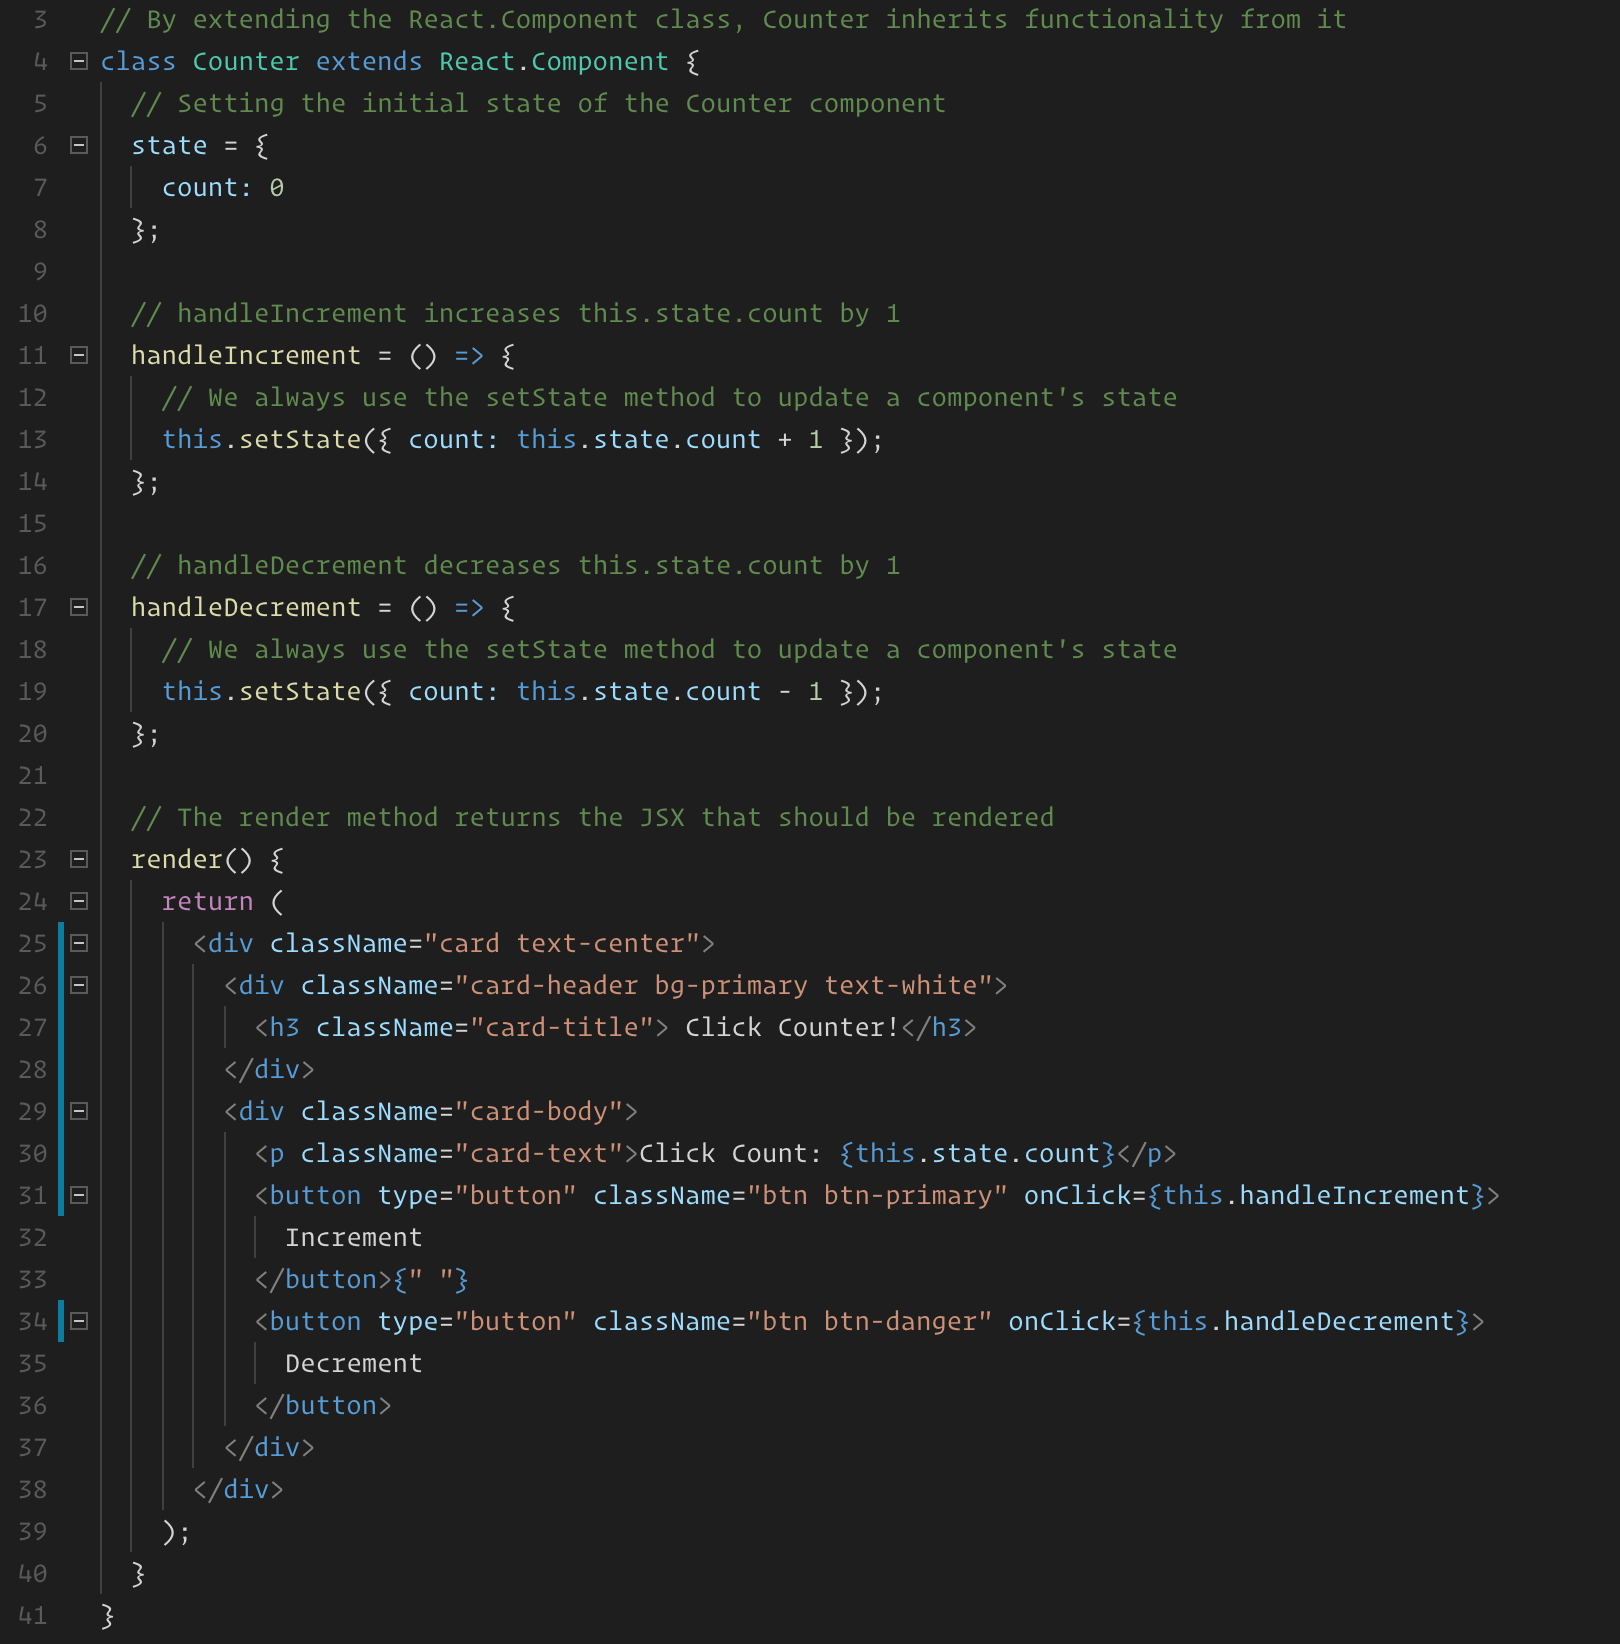 3 // By extending the React.Component class, Counter inherits functionality from it
4 class Counter extends React.Component {
5   // Setting the initial state of the Counter component
6   state = {
7     count: 0
8   };
9
10   // handleIncrement increases this.state.count by 1
11   handleIncrement = () => {
12     // We always use the setState method to update a component's state
13     this.setState({ count: this.state.count + 1 });
14   };
15
16   // handleDecrement decreases this.state.count by 1
17   handleDecrement = () => {
18     // We always use the setState method to update a component's state
19     this.setState({ count: this.state.count - 1 });
20   };
21
22   // The render method returns the JSX that should be rendered
23   render() {
24     return (
25       <div className="card text-center">
26         <div className="card-header bg-primary text-white">
27           <h3 className="card-title"> Click Counter!</h3>
28         </div>
29         <div className="card-body">
30           <p className="card-text">Click Count: {this.state.count}</p>
31           <button type="button" className="btn btn-primary" onClick={this.handleIncrement}>
32             Increment
33           </button>{" "}
34           <button type="button" className="btn btn-danger" onClick={this.handleDecrement}>
35             Decrement
36           </button>
37         </div>
38       </div>
39     );
40   }
41 }